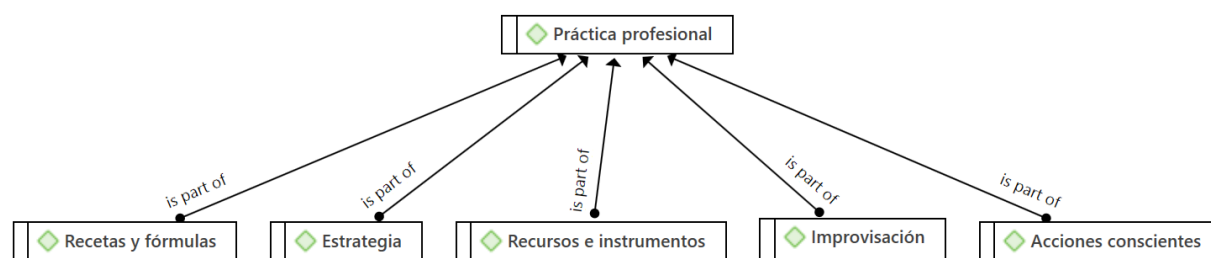 Práctica profesional
is part of
is part of
is part of
is part of
is part of
Recetas y fórmulas
Estrategia
Recursos e instrumentos
Improvisación
Acciones conscientes